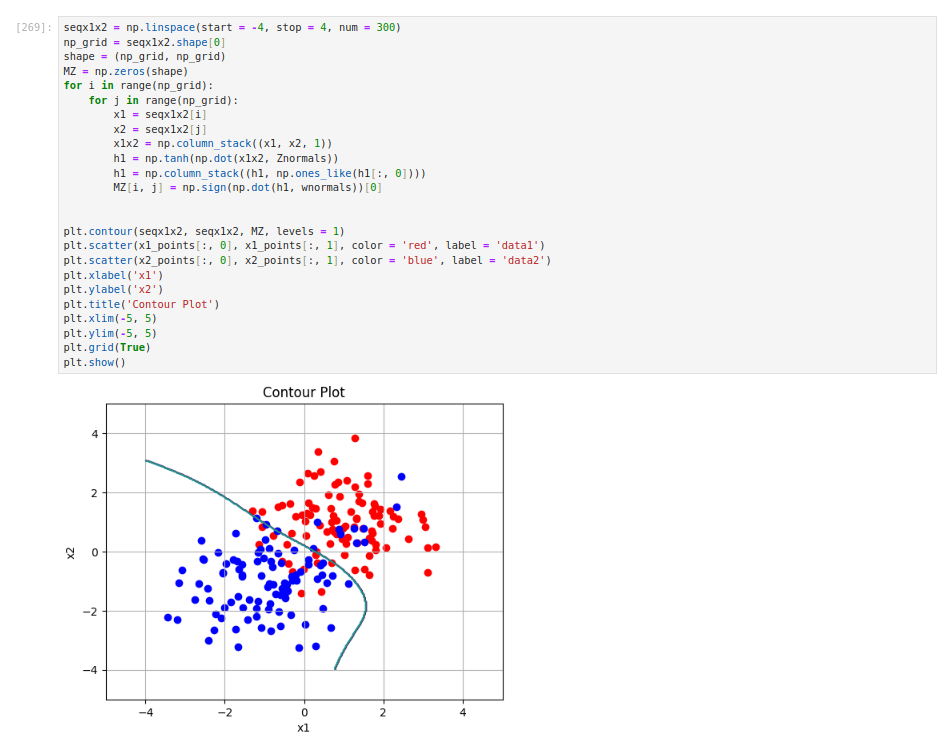 [269]: seqx1x2 = np.linspace(start = -4, stop = 4, num = 300)
np_grid = seqx1x2.shape[0]
shape = (np_grid, np_grid)
MZ = np.zeros(shape)
for i in range(np_grid):
    for j in range(np_grid):
        x1 = seqx1x2[i]
        x2 = seqx1x2[j]
        x1x2 = np.column_stack((x1, x2, 1))
        h1 = np.tanh(np.dot(x1x2, Znormals))
        h1 = np.column_stack((h1, np.ones_like(h1[:, 0])))
        MZ[i, j] = np.sign(np.dot(h1, wnormals))[0]
plt.contour(seqx1x2, seqx1x2, MZ, levels = 1)
plt.scatter(x1_points[:, 0], x1_points[:, 1], color = 'red', label = 'data1')
plt.scatter(x2_points[:, 0], x2_points[:, 1], color = 'blue', label = 'data2')
plt.xlabel('x1')
plt.ylabel('x2')
plt.title('Contour Plot')
plt.xlim(-5, 5)
plt.ylim(-5, 5)
plt.grid(True)
plt.show()
Contour Plot
4
2
0
−2
−4
x2
−4 −2 0 2 4
x1